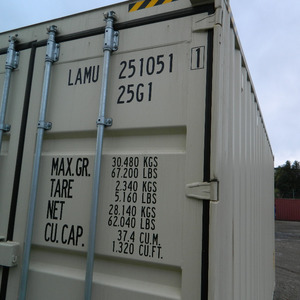 LAMU 251051 1
25G1
MAX.GR. 30.480 KGS
67.200 LBS
TARE 2.340 KGS
5.160 LBS
NET 28.140 KGS
62.040 LBS
CU.CAP. 37.4 CU.M.
1.320 CU.FT.